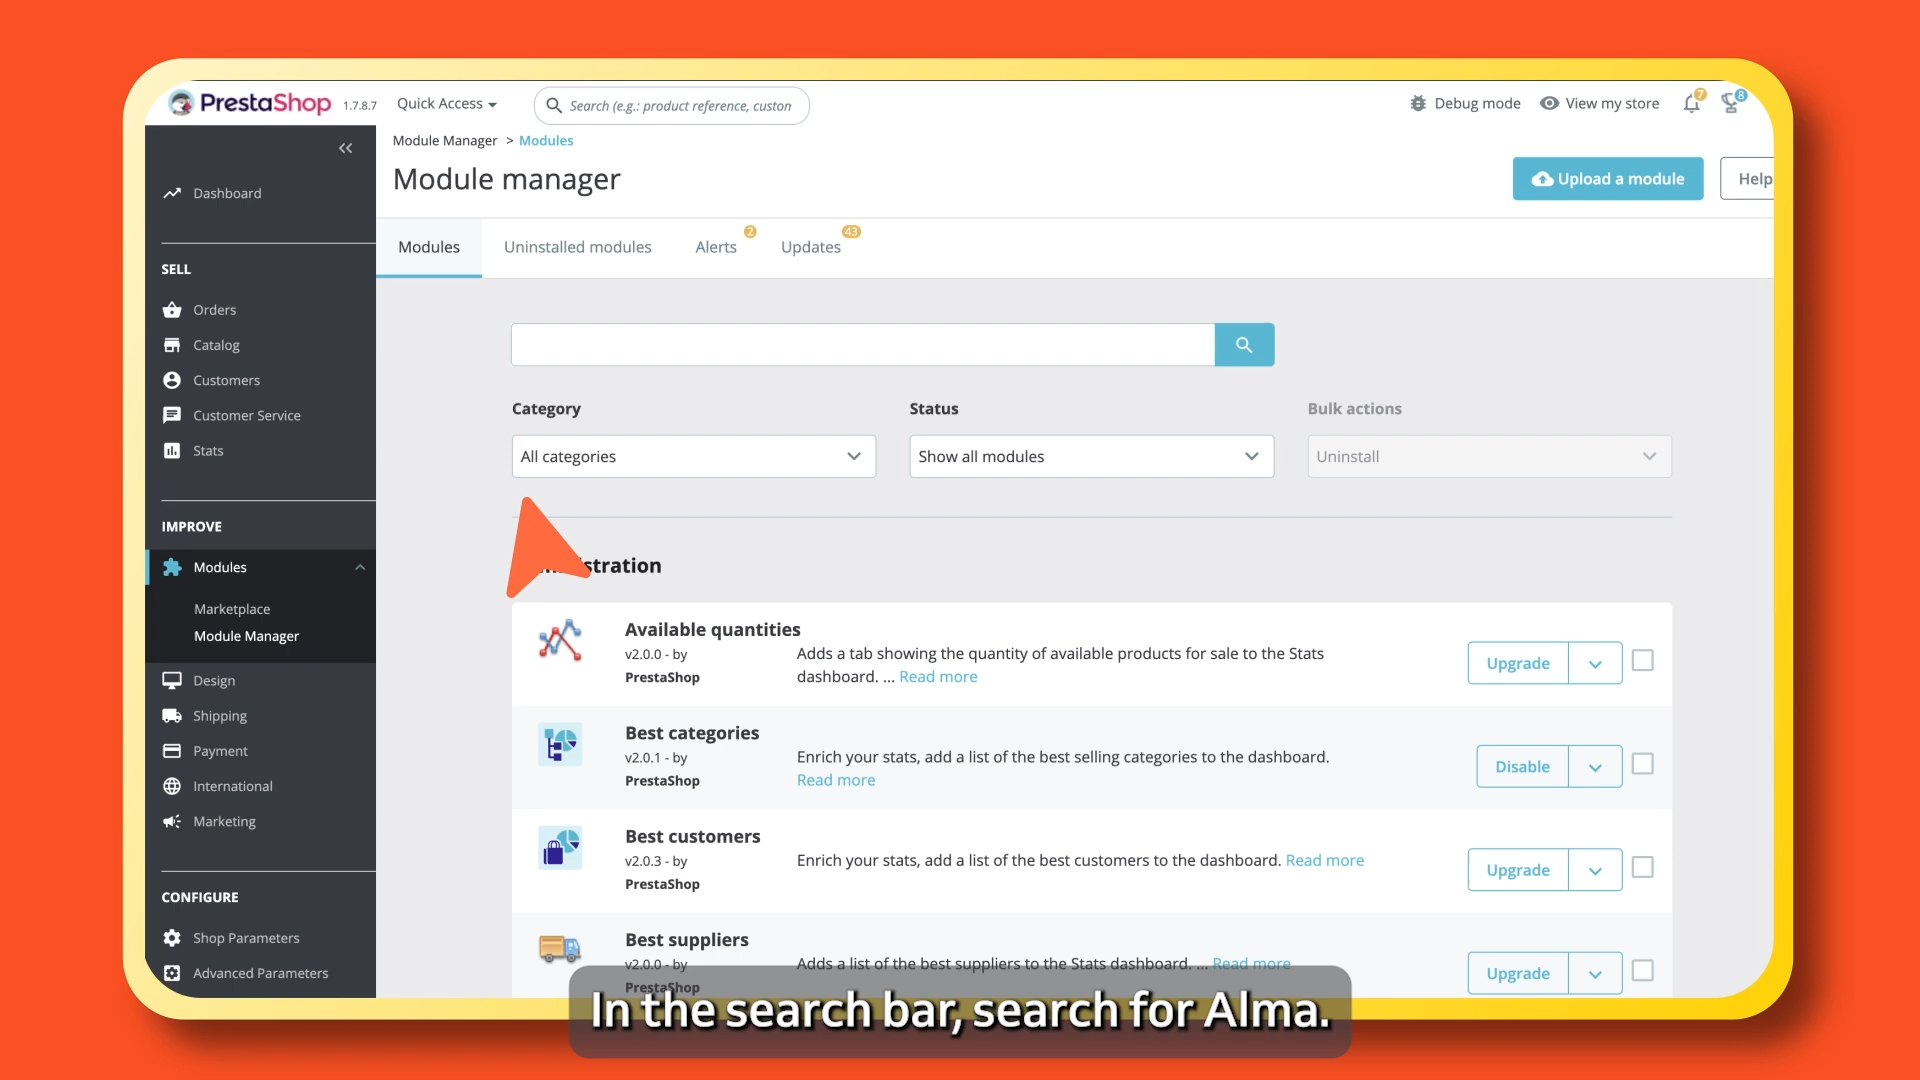 PrestaShop 1.7.8.7 Quick Access Search (e.g.: product reference, custon Debug mode View my store 7 8
Module Manager > Modules
Module manager
Upload a module Help
Modules Uninstalled modules Alerts 2 Updates 43
Dashboard
SELL
Orders
Catalog
Customers
Customer Service
Stats
IMPROVE
Modules
Marketplace
Module Manager
Design
Shipping
Payment
International
Marketing
CONFIGURE
Shop Parameters
Advanced Parameters
Category Status Bulk actions
All categories Show all modules Uninstall
stration
Available quantities
v2.0.0 - by
PrestaShop
Adds a tab showing the quantity of available products for sale to the Stats
dashboard. ... Read more
Upgrade
Best categories
v2.0.1 - by
PrestaShop
Enrich your stats, add a list of the best selling categories to the dashboard.
Read more
Disable
Best customers
v2.0.3 - by
PrestaShop
Enrich your stats, add a list of the best customers to the dashboard. Read more
Upgrade
Best suppliers
v2.0.0 - by
PrestaShop
Adds a list of the best suppliers to the Stats dashboard. ... Read more
Upgrade
In the search bar, search for Alma.